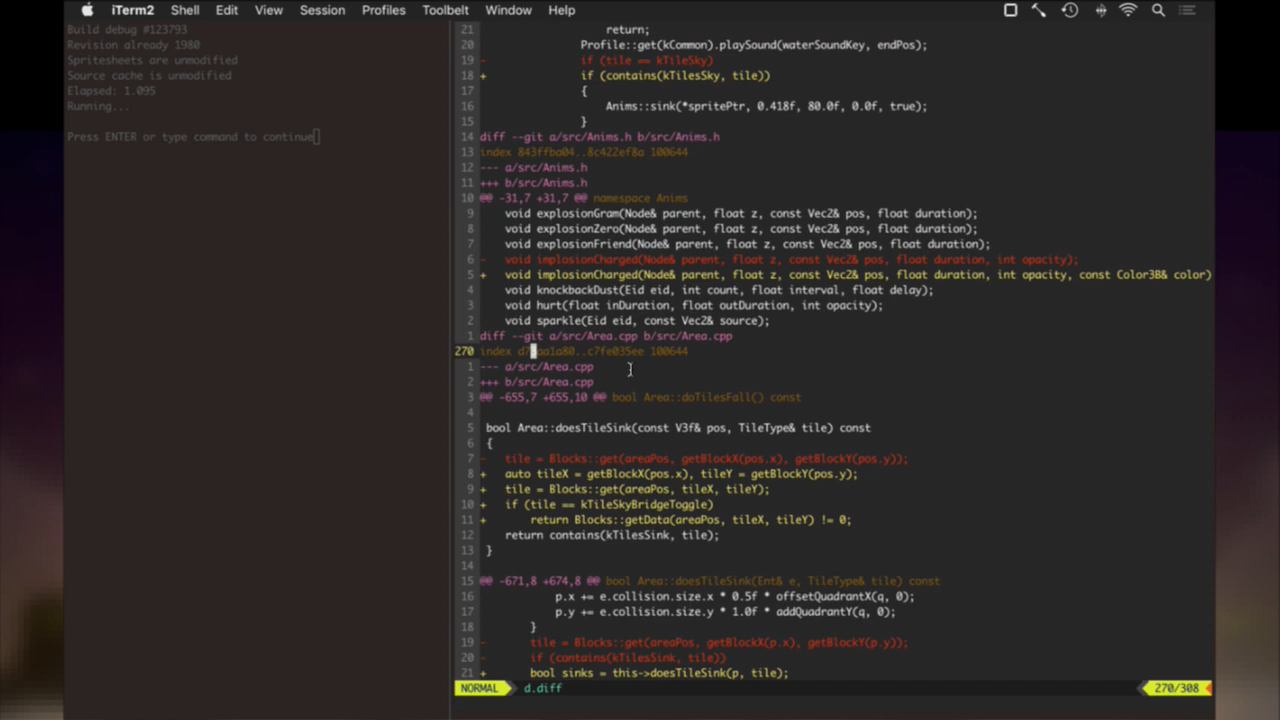 iTerm2 Shell Edit View Session Profiles Toolbelt Window Help
Build debug #123793
Revision already 1980
Spritesheets are unmodified
Source cache is unmodified
Elapsed: 1.095
Running...
Press ENTER or type command to continue
21 return;
20 Profile::get(kCommon).playSound(waterSoundKey, endPos);
19 - if (tile == kTileSky)
18 + if (contains(kTilesSky, tile))
17 {
16 Anims::sink(*spritePtr, 0.418f, 80.0f, 0.0f, true);
15 }
14 diff --git a/src/Anims.h b/src/Anims.h
13 index 843ffba04..8c422ef8a 100644
12 --- a/src/Anims.h
11 +++ b/src/Anims.h
10 @@ -31,7 +31,7 @@ namespace Anims
9 void explosionGram(Node& parent, float z, const Vec2& pos, float duration);
8 void explosionZero(Node& parent, float z, const Vec2& pos, float duration);
7 void explosionFriend(Node& parent, float z, const Vec2& pos, float duration);
6 - void implosionCharged(Node& parent, float z, const Vec2& pos, float duration, int opacity);
5 + void implosionCharged(Node& parent, float z, const Vec2& pos, float duration, int opacity, const Color3B& color)
4 void knockbackDust(Eid eid, int count, float interval, float delay);
3 void hurt(float inDuration, float outDuration, int opacity);
2 void sparkle(Eid eid, const Vec2& source);
1 diff --git a/src/Area.cpp b/src/Area.cpp
270 index 100644
1 --- a/src/Area.cpp
2 +++ b/src/Area.cpp
3 @@ -655,7 +655,10 @@ bool Area::doTilesFall() const
4
5 bool Area::doesTileSink(const V3f& pos, TileType& tile) const
6 {
7 - tile = Blocks::get(areaPos, getBlockX(pos.x), getBlockY(pos.y));
8 + auto tileX = getBlockX(pos.x), tileY = getBlockY(pos.y);
9 + tile = Blocks::get(areaPos, tileX, tileY);
10 + if (tile == kTileSkyBridgeToggle)
11 + return Blocks::getData(areaPos, tileX, tileY) != 0;
12 return contains(kTilesSink, tile);
13 }
14
15 @@ -671,8 +674,8 @@ bool Area::doesTileSink(Ent& e, TileType& tile) const
16 p.x += e.collision.size.x * 0.5f * offsetQuadrantX(q, 0);
17 p.y += e.collision.size.y * 1.0f * addQuadrantY(q, 0);
18 }
19 - tile = Blocks::get(areaPos, getBlockX(p.x), getBlockY(p.y));
20 - if (contains(kTilesSink, tile))
21 + bool sinks = this->doesTileSink(p, tile);
NORMAL d.diff 270/308